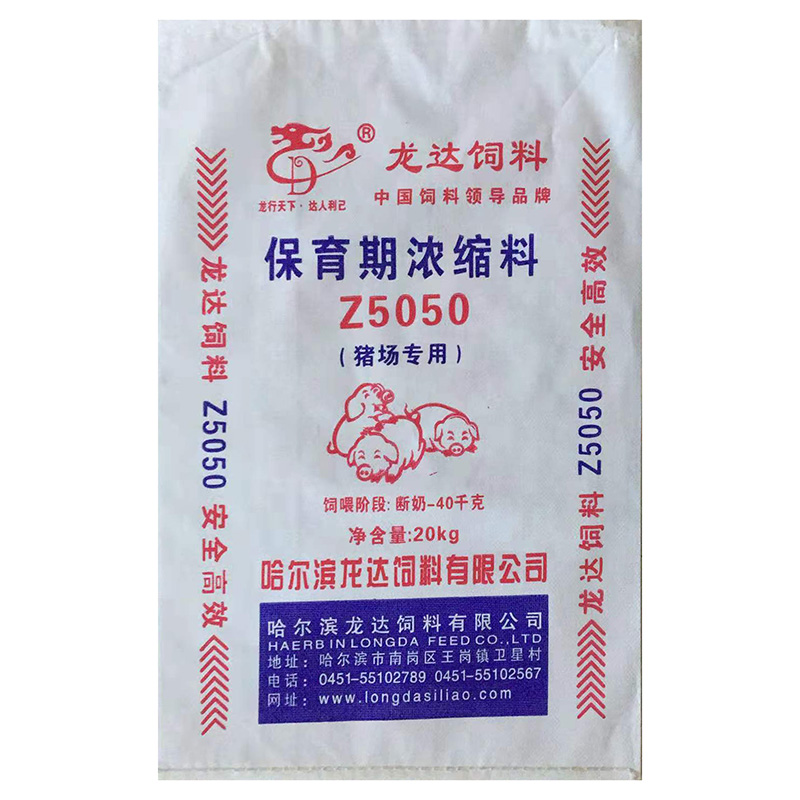 ®
龙达饲料
龙行天下·达人利己
中国饲料领导品牌
保育期浓缩料
Z5050
(猪场专用)
龙达饲料 Z5050 安全高效
龙达饲料 Z5050 安全高效
饲喂阶段: 断奶-40千克
净含量:20kg
哈尔滨龙达饲料有限公司
哈尔滨龙达饲料有限公司
HAERBINLONGDA FEED CO.,LTD
地址: 哈尔滨市南岗区王岗镇卫星村
电话: 0451-55102789 0451-55102567
网址: www.longdasiliao.com